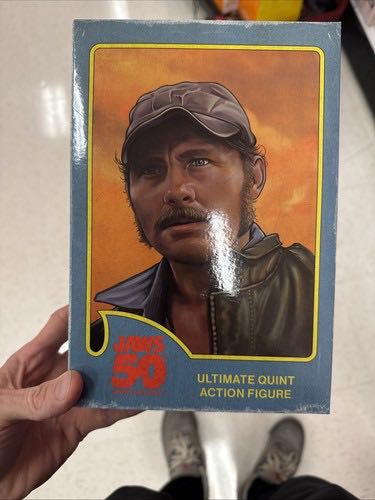 JAWS
50
ULTIMATE QUINT
ACTION FIGURE